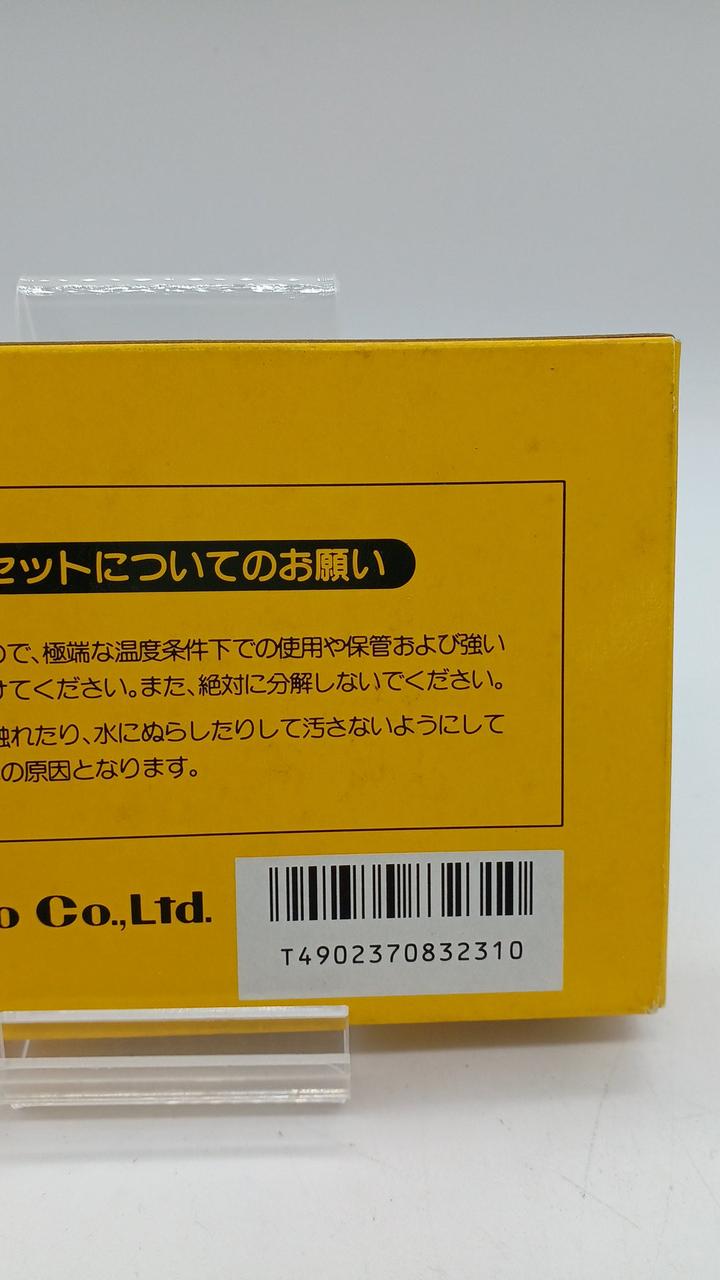 セットについてのお願い
ので、極端な温度条件下での使用や保管および強い
けてください。また、絶対に分解しないでください。
触れたり、水にぬらしたりして汚さないようにして
の原因となります。
o Co.,Ltd.
T4902370832310